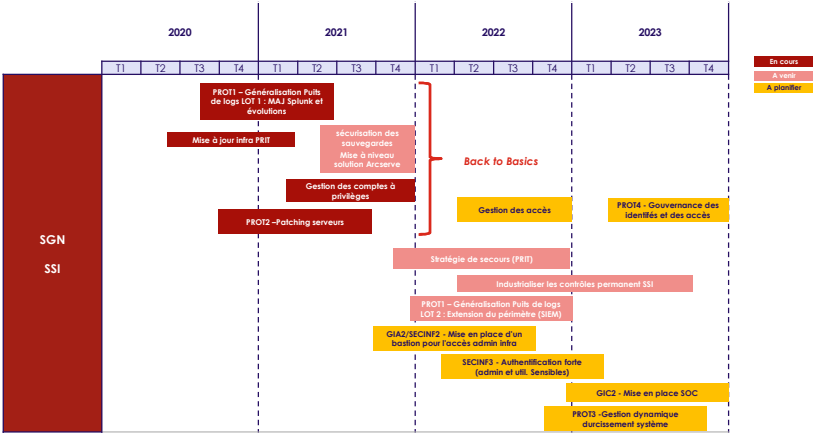 2020 2021 2022 2023
T1 T2 T3 T4 T1 T2 T3 T4 T1 T2 T3 T4 T1 T2 T3 T4
En cours
A venir
A planifier
SGN
SSI
PROT1 – Généralisation Puits
de logs LOT 1 : MAJ Splunk et
évolutions
Mise à jour infra PRIT
sécurisation des
sauvegardes
Mise à niveau
solution Arcserve
Back to Basics
Gestion des comptes à
privilèges
PROT2 –Patching serveurs
Gestion des accès
PROT4 - Gouvernance des
identifés et des accès
Stratégie de secours (PRIT)
Industrialiser les contrôles permanent SSI
PROT1 – Généralisation Puits de logs
LOT 2 : Extension du périmètre (SIEM)
GIA2/SECINF2 - Mise en place d'un
bastion pour l'accès admin infra
SECINF3 - Authentification forte
(admin et util. Sensibles)
GIC2 - Mise en place SOC
PROT3 -Gestion dynamique
durcissement système